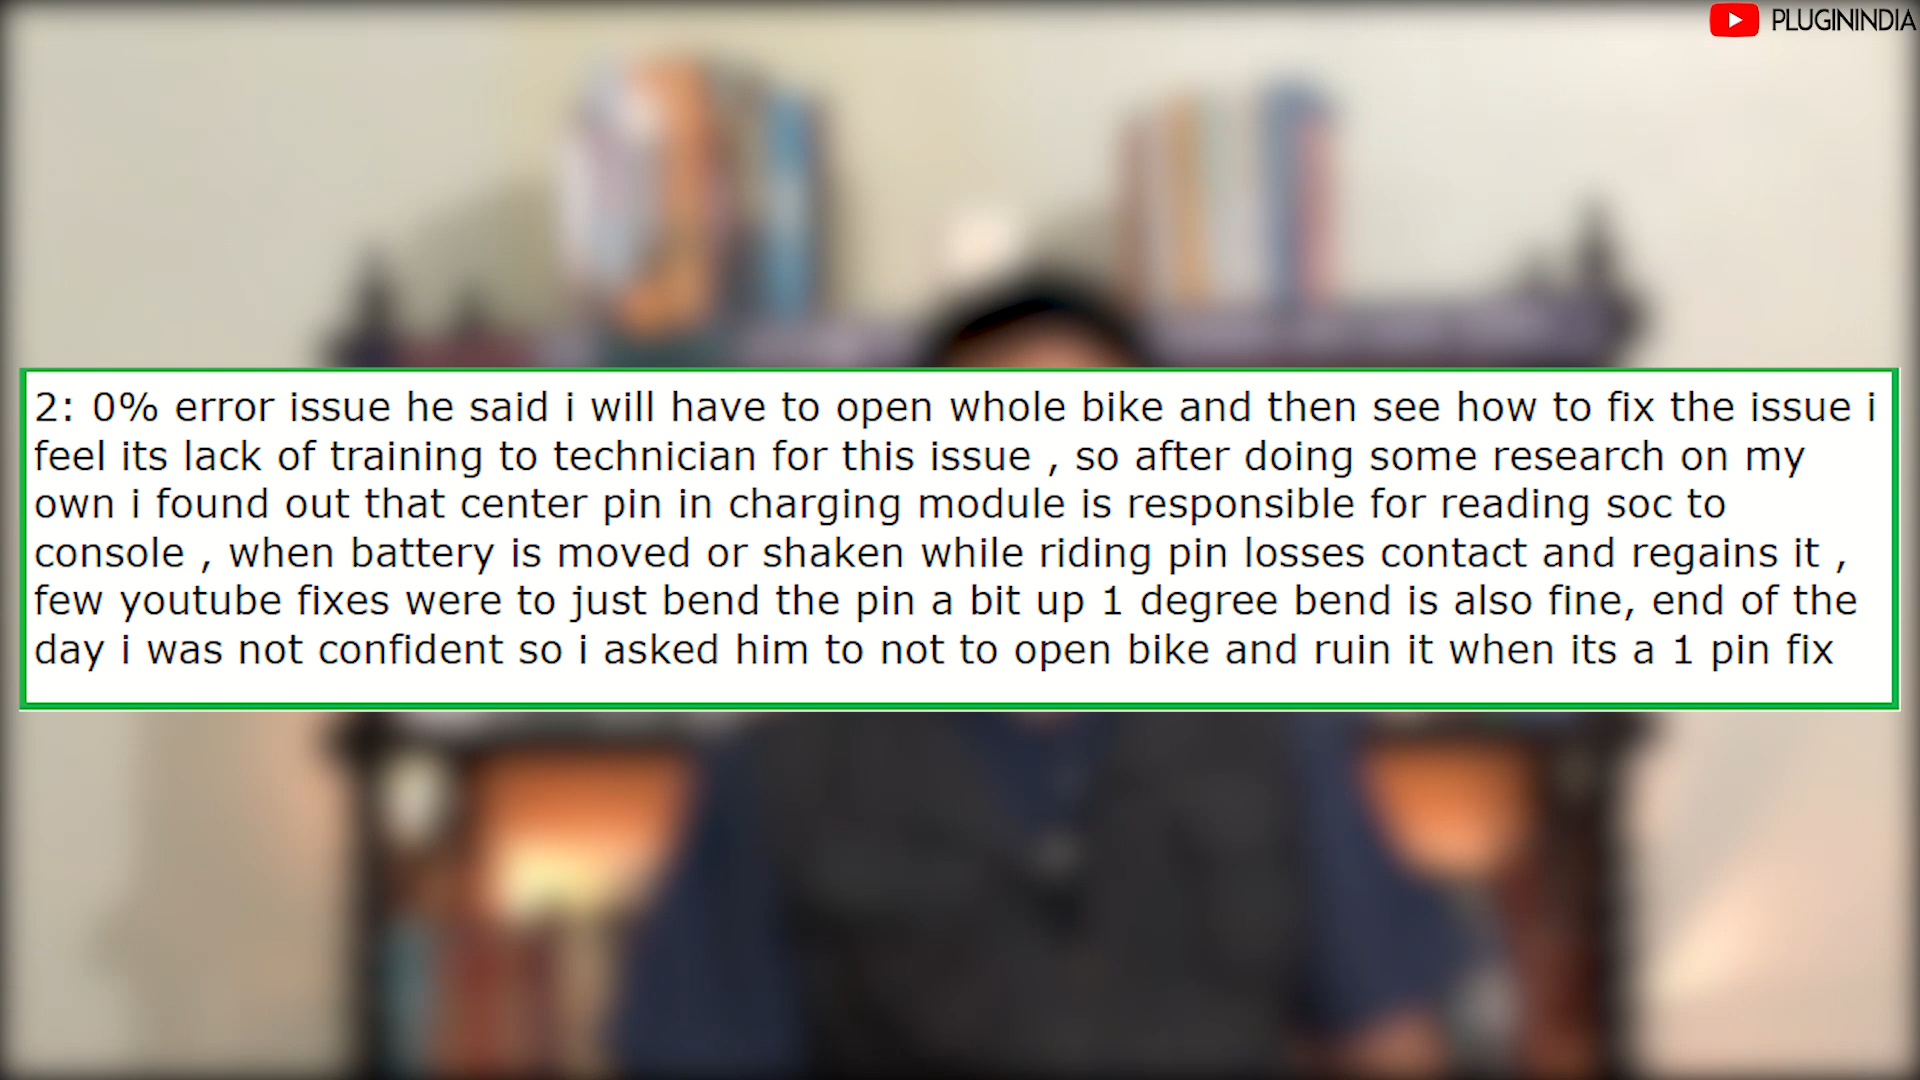 PLUGININDIA
2: 0% error issue he said i will have to open whole bike and then see how to fix the issue i
feel its lack of training to technician for this issue , so after doing some research on my
own i found out that center pin in charging module is responsible for reading soc to
console , when battery is moved or shaken while riding pin losses contact and regains it ,
few youtube fixes were to just bend the pin a bit up 1 degree bend is also fine, end of the
day i was not confident so i asked him to not to open bike and ruin it when its a 1 pin fix